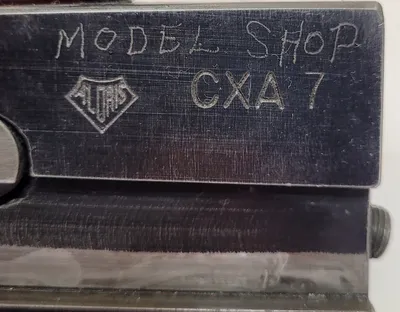 MODEL SHOP
ALORIS
CXA 7